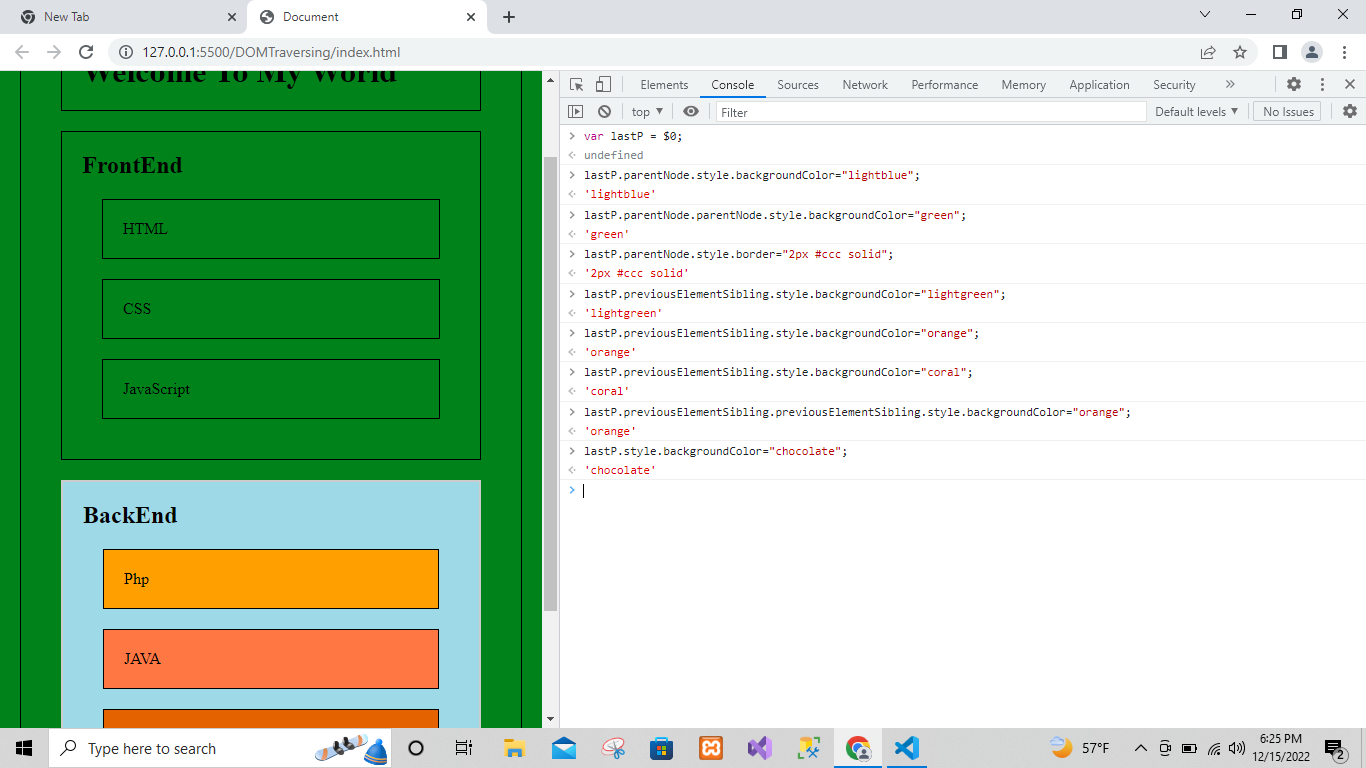 New Tab
Document
127.0.0.1:5500/DOMTraversing/index.html
Welcome To My World
FrontEnd
HTML
CSS
JavaScript
BackEnd
Php
JAVA
Elements Console Sources Network Performance Memory Application Security
top ▼ Filter Default levels ▼ No Issues
var lastP = $0;
undefined
lastP.parentNode.style.backgroundColor="lightblue";
'lightblue'
lastP.parentNode.parentNode.style.backgroundColor="green";
'green'
lastP.parentNode.style.border="2px #ccc solid";
'2px #ccc solid'
lastP.previousElementSibling.style.backgroundColor="lightgreen";
'lightgreen'
lastP.previousElementSibling.style.backgroundColor="orange";
'orange'
lastP.previousElementSibling.style.backgroundColor="coral";
'coral'
lastP.previousElementSibling.previousElementSibling.style.backgroundColor="orange";
'orange'
lastP.style.backgroundColor="chocolate";
'chocolate'
Type here to search
57°F
6:25 PM
12/15/2022
2